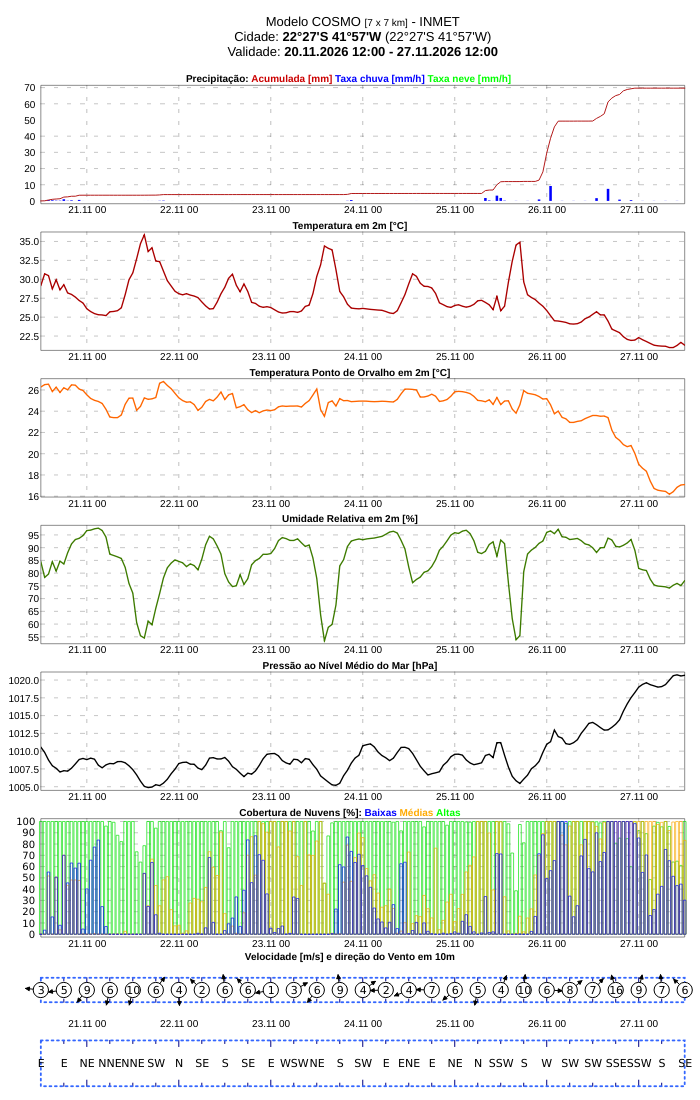 Modelo COSMO [7 x 7 km] - INMET
Cidade: 22°27'S 41°57'W (22°27'S 41°57'W)
Validade: 20.11.2026 12:00 - 27.11.2026 12:00
Precipitação: Acumulada [mm] Taxa chuva [mm/h] Taxa neve [mm/h]
70
60
50
40
30
20
10
0
21.11 00 22.11 00 23.11 00 24.11 00 25.11 00 26.11 00 27.11 00
Temperatura em 2m [°C]
35.0
32.5
30.0
27.5
25.0
22.5
21.11 00 22.11 00 23.11 00 24.11 00 25.11 00 26.11 00 27.11 00
Temperatura Ponto de Orvalho em 2m [°C]
26
24
22
20
18
16
21.11 00 22.11 00 23.11 00 24.11 00 25.11 00 26.11 00 27.11 00
Umidade Relativa em 2m [%]
95
90
85
80
75
70
65
60
55
21.11 00 22.11 00 23.11 00 24.11 00 25.11 00 26.11 00 27.11 00
Pressão ao Nível Médio do Mar [hPa]
1020.0
1017.5
1015.0
1012.5
1010.0
1007.5
1005.0
21.11 00 22.11 00 23.11 00 24.11 00 25.11 00 26.11 00 27.11 00
Cobertura de Nuvens [%]: Baixas Médias Altas
100
90
80
70
60
50
40
30
20
10
0
21.11 00 22.11 00 23.11 00 24.11 00 25.11 00 26.11 00 27.11 00
Velocidade [m/s] e direção do Vento em 10m
3 5 9 6 10 6 4 2 6 6 1 3 6 9 4 2 4 7 6 5 4 10 6 8 7 16 9 7 6
21.11 00 22.11 00 23.11 00 24.11 00 25.11 00 26.11 00 27.11 00
E E NE NNE NNE SW N SE S SE E WSW NE S SW E ENE E NE N SSW S W SW SW SSE SSW S SE